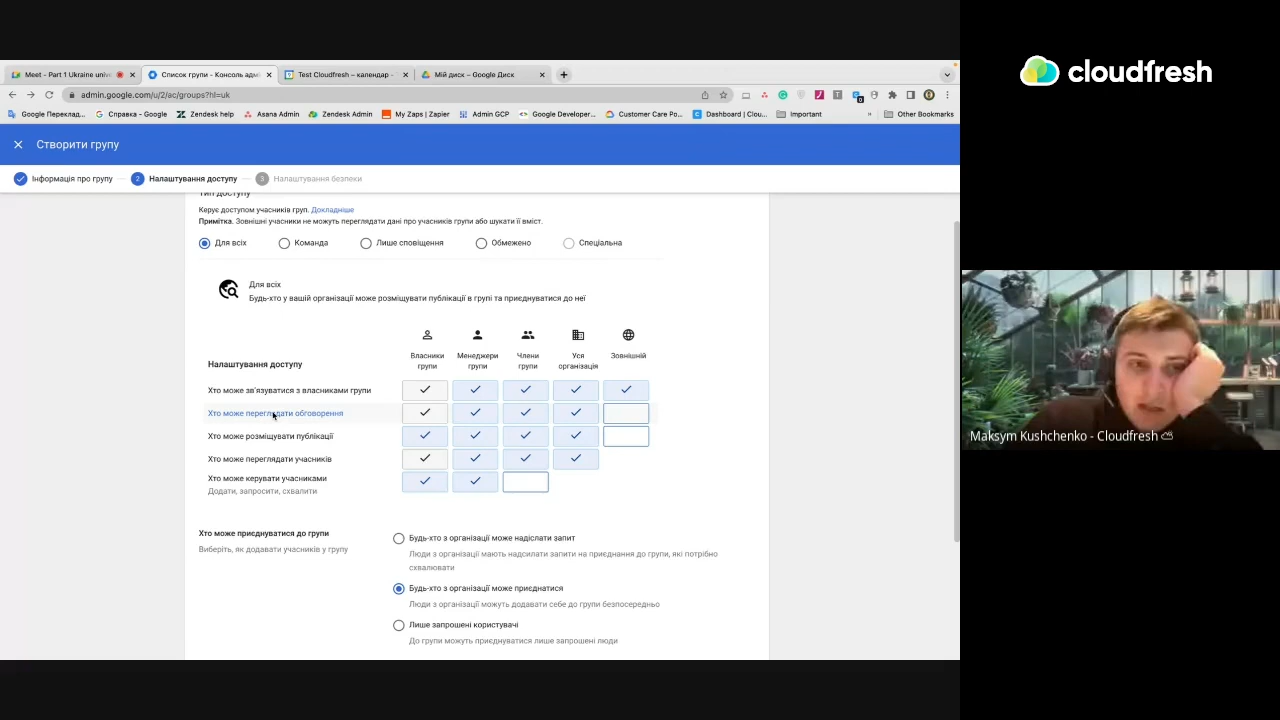 Meet - Part 1 Ukraine univ
Список групи - Консоль адмі
Test Cloudfresh – календар -
Мій диск – Google Диск
admin.google.com/u/2/ac/groups?hl=uk
Google Переклад...
Справка - Google
Zendesk help
Asana Admin
Zendesk Admin
My Zaps | Zapier
Admin GCP
Google Developer...
Customer Care Po...
Dashboard | Clou...
Important
»
Other Bookmarks
cloudfresh
Створити групу
Інформація про групу
2 Налаштування доступу
3 Налаштування безпеки
Тип доступу
Керує доступом учасників груп. Докладніше
Примітка. Зовнішні учасники не можуть переглядати дані про учасників групи або шукати її вміст.
Для всіх
Команда
Лише сповіщення
Обмежено
Спеціальна
Для всіх
Будь-хто у вашій організації може розміщувати публікації в групі та приєднуватися до неї
Налаштування доступу
Власники групи
Менеджери групи
Члени групи
Уся організація
Зовнішній
Хто може зв'язуватися з власниками групи
Хто може переглядати обговорення
Хто може розміщувати публікації
Хто може переглядати учасників
Хто може керувати учасниками
Додати, запросити, схвалити
Хто може приєднуватися до групи
Виберіть, як додавати учасників у групу
Будь-хто з організації може надіслати запит
Люди з організації мають надсилати запити на приєднання до групи, які потрібно
схвалювати
Будь-хто з організації може приєднатися
Люди з організації можуть додавати себе до групи безпосередньо
Лише запрошені користувачі
До групи можуть приєднуватися лише запрошені люди
Maksym Kushchenko - Cloudfresh